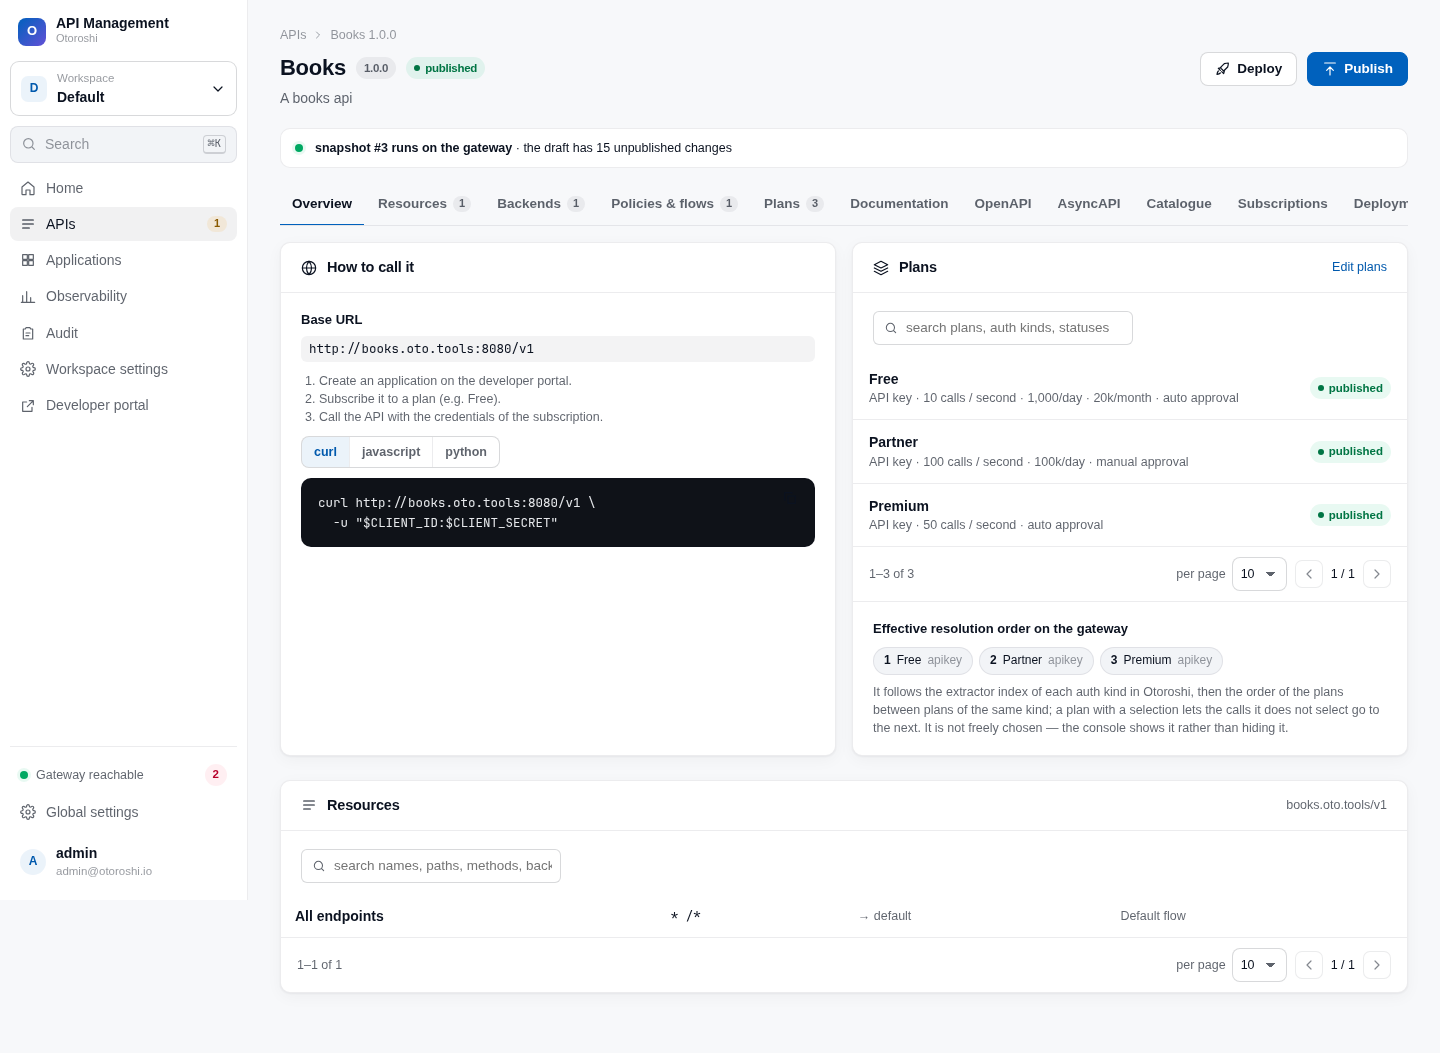 O
API Management
Otoroshi
D
Workspace
Default
Search
⌘K
Home
APIs
1
Applications
Observability
Audit
Workspace settings
Developer portal
Gateway reachable
2
Global settings
A
admin
admin@otoroshi.io
APIs > Books 1.0.0
Books 1.0.0 published
A books api
Deploy
Publish
snapshot #3 runs on the gateway · the draft has 15 unpublished changes
Overview Resources 1 Backends 1 Policies & flows 1 Plans 3 Documentation OpenAPI AsyncAPI Catalogue Subscriptions Deploym
How to call it
Base URL
http://books.oto.tools:8080/v1
1. Create an application on the developer portal.
2. Subscribe it to a plan (e.g. Free).
3. Call the API with the credentials of the subscription.
curl javascript python
curl http://books.oto.tools:8080/v1 \
-u "$CLIENT_ID:$CLIENT_SECRET"
Plans
Edit plans
search plans, auth kinds, statuses
Free
API key · 10 calls / second · 1,000/day · 20k/month · auto approval
published
Partner
API key · 100 calls / second · 100k/day · manual approval
published
Premium
API key · 50 calls / second · auto approval
published
1–3 of 3
per page 10 1 / 1
Effective resolution order on the gateway
1 Free apikey 2 Partner apikey 3 Premium apikey
It follows the extractor index of each auth kind in Otoroshi, then the order of the plans
between plans of the same kind; a plan with a selection lets the calls it does not select go to
the next. It is not freely chosen — the console shows it rather than hiding it.
Resources
books.oto.tools/v1
search names, paths, methods, back
All endpoints * /* → default Default flow
1–1 of 1
per page 10 1 / 1